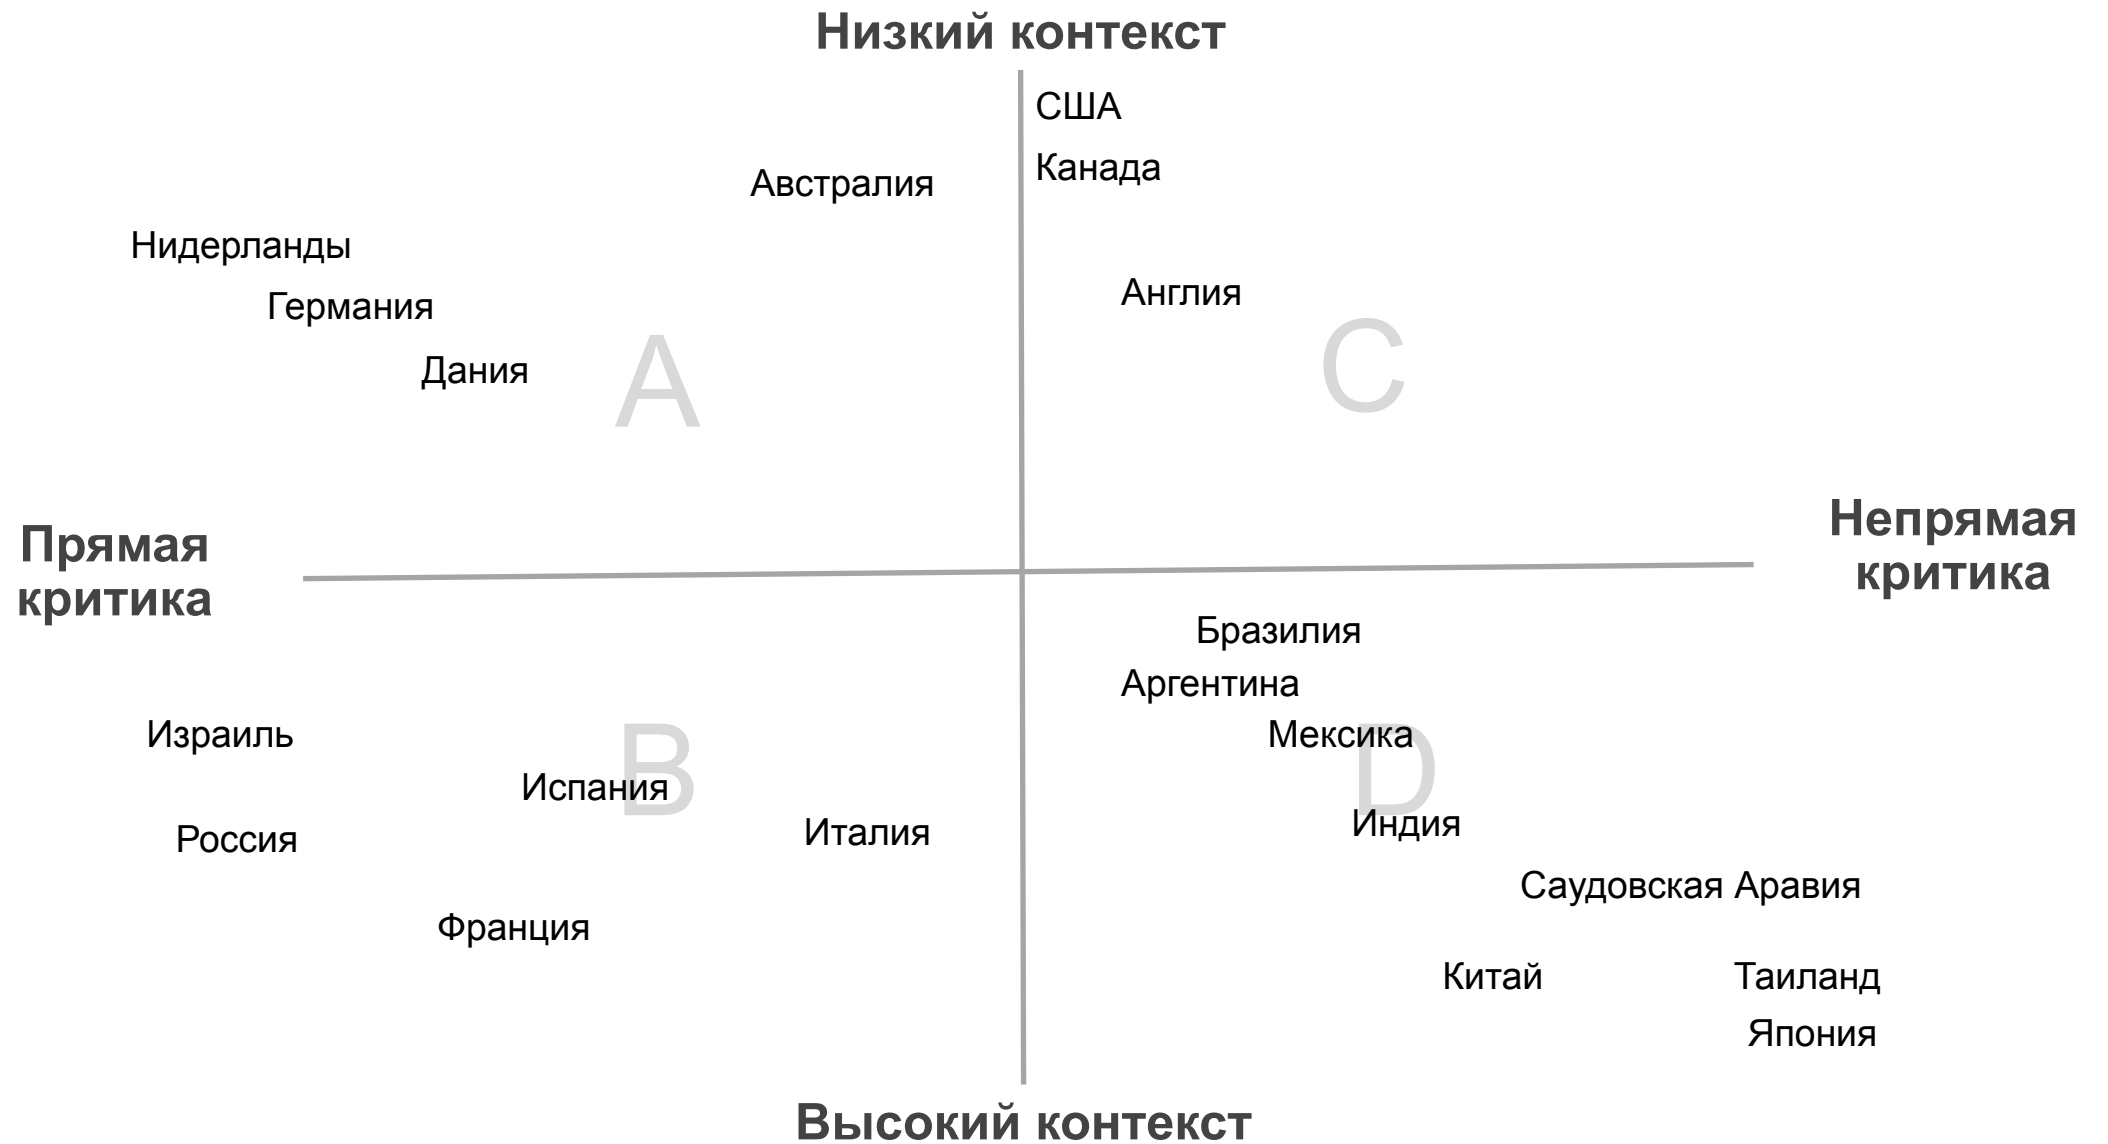 Низкий контекст
США
Канада
Австралия
Нидерланды
Германия
Англия
Дания
A
C
Прямая
критика
Непрямая
критика
Бразилия
Аргентина
Израиль
Мексика
Испания
B
D
Россия
Италия
Индия
Саудовская Аравия
Франция
Китай
Таиланд
Япония
Высокий контекст